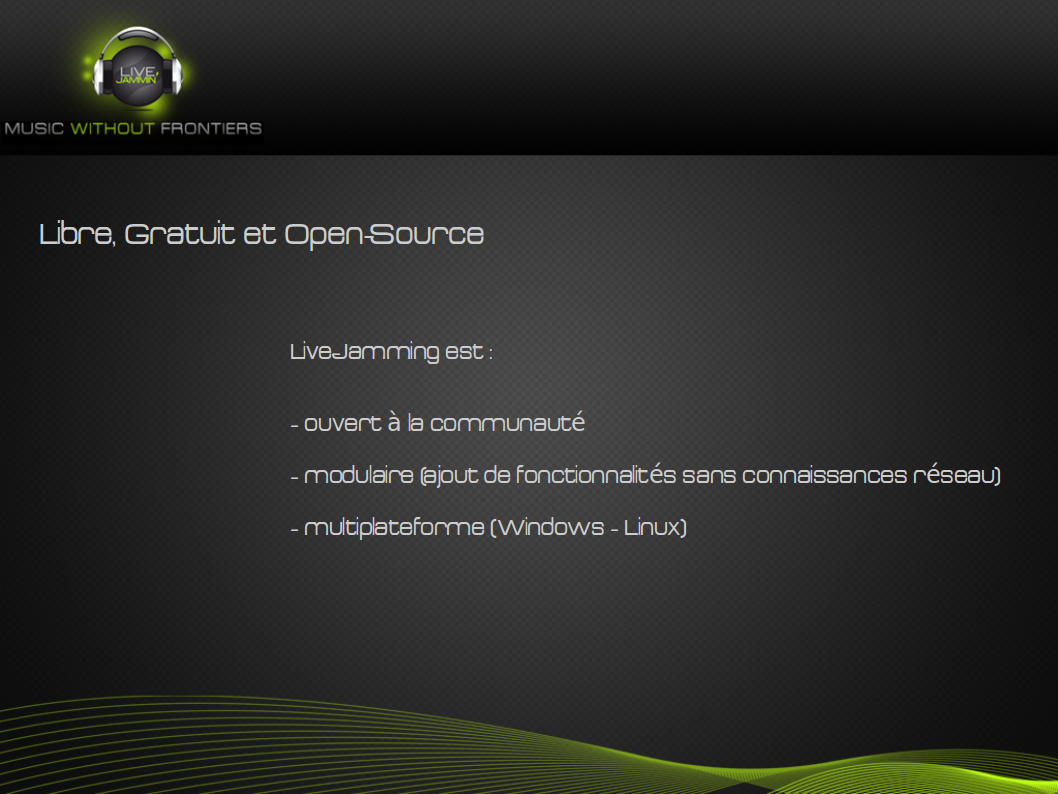 LIVE
JAMMIN'
MUSIC WITHOUT FRONTIERS
Libre, Gratuit et Open-Source
LiveJamming est :
- ouvert à la communauté
- modulaire (ajout de fonctionnalités sans connaissances réseau)
- multiplateforme (Windows - Linux)